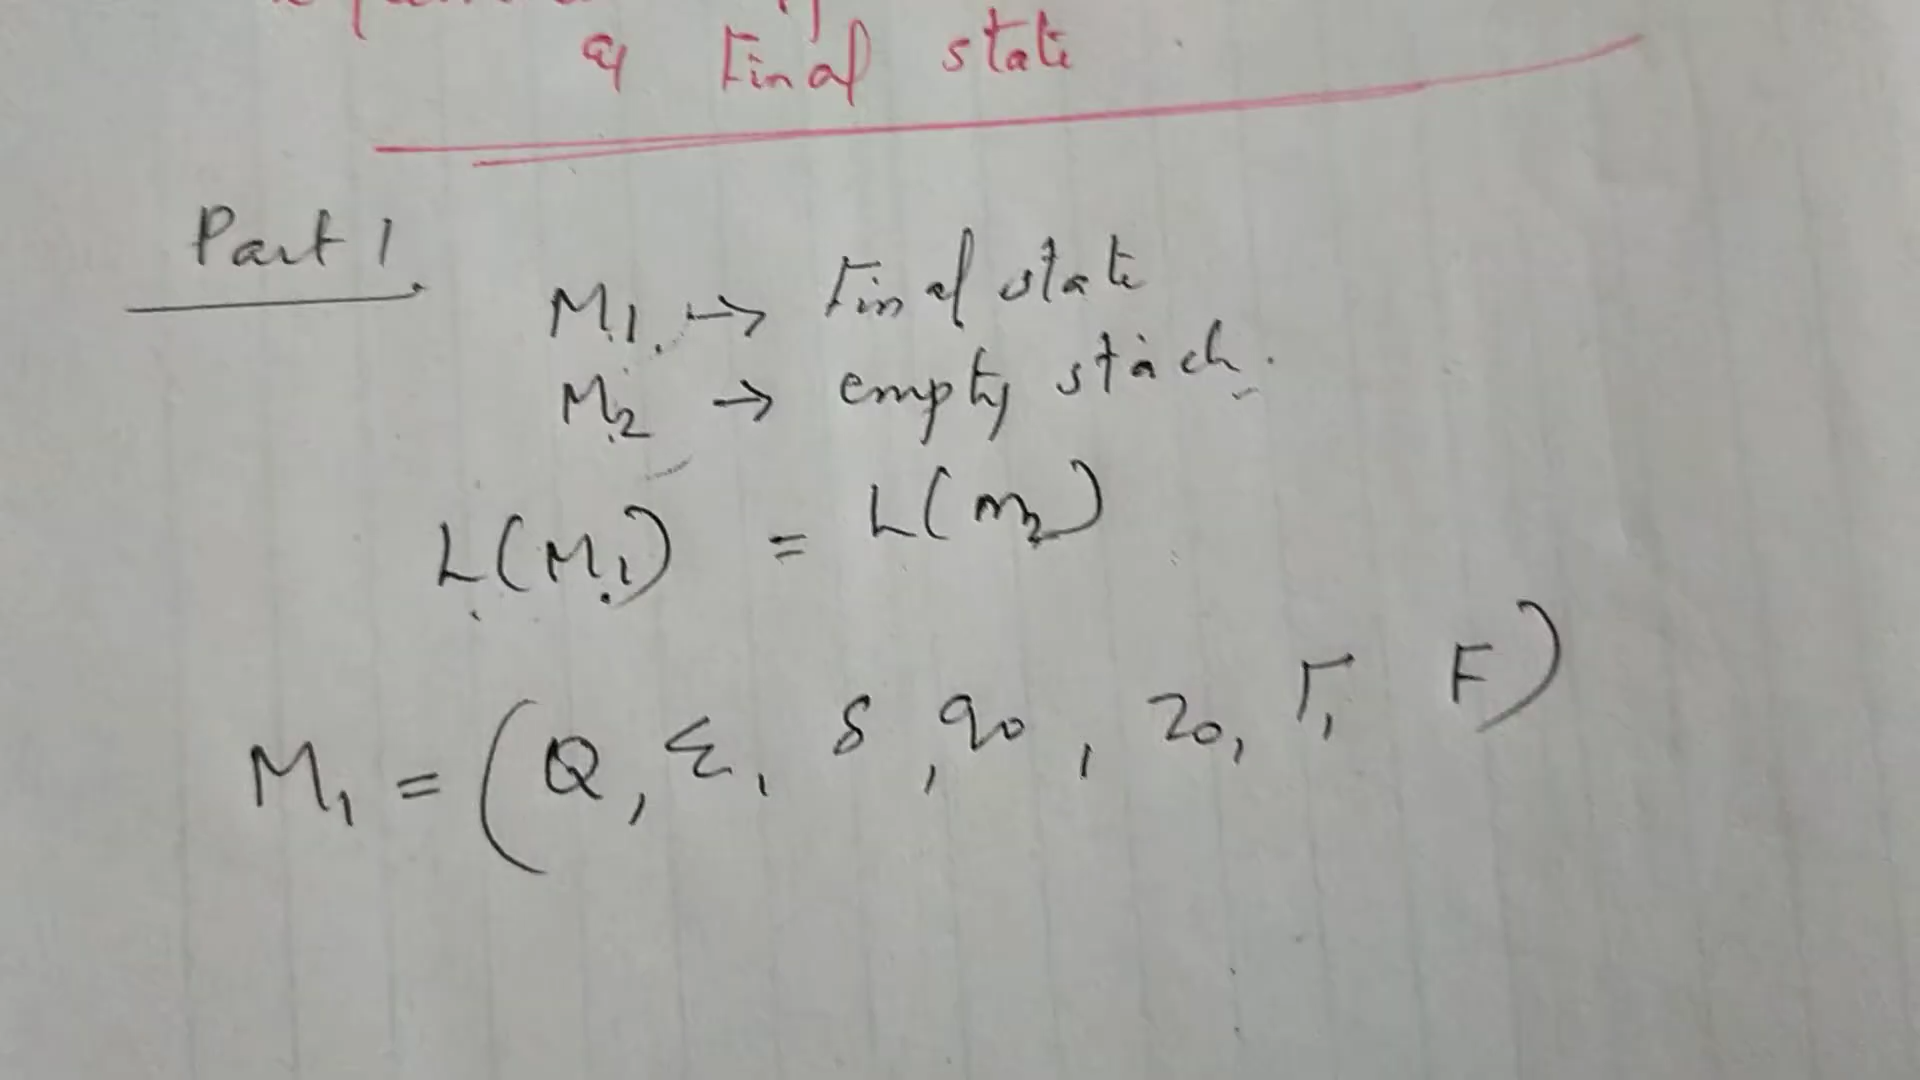 & Final state
Part 1.
M1 → Final state
M2 → empty stack.
L(M1) = L(M2)
M1 = (Q, Σ, δ, q0, z0, Γ, F)